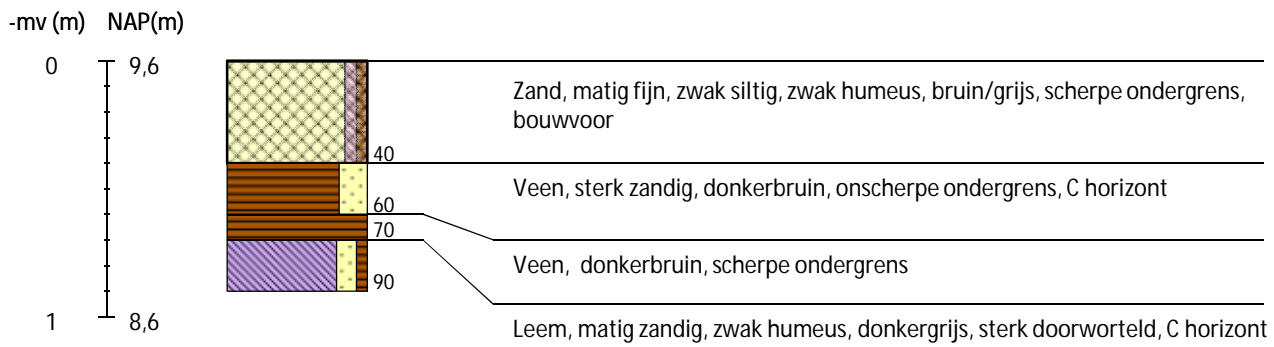 -mv (m) NAP(m)
0 9,6
Zand, matig fijn, zwak siltig, zwak humeus, bruin/grijs, scherpe ondergrens,
bouwvoor
40
Veen, sterk zandig, donkerbruin, onscherpe ondergrens, C horizont
60
70
Veen, donkerbruin, scherpe ondergrens
90
1 8,6
Leem, matig zandig, zwak humeus, donkergrijs, sterk doorworteld, C horizont